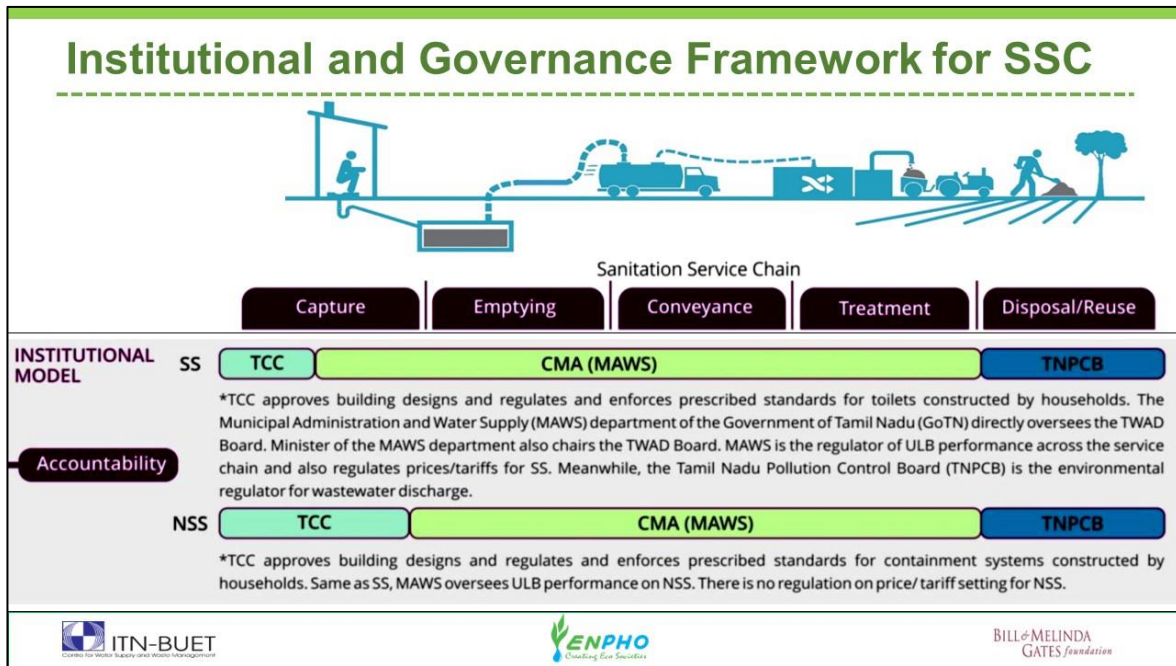 Institutional and Governance Framework for SSC
Sanitation Service Chain
Capture Emptying Conveyance Treatment Disposal/Reuse
INSTITUTIONAL
MODEL
SS TCC CMA (MAWS) TNPCB
*TCC approves building designs and regulates and enforces prescribed standards for toilets constructed by households. The
Municipal Administration and Water Supply (MAWS) department of the Government of Tamil Nadu (GoTN) directly oversees the TWAD
Board. Minister of the MAWS department also chairs the TWAD Board. MAWS is the regulator of ULB performance across the service
chain and also regulates prices/tariffs for SS. Meanwhile, the Tamil Nadu Pollution Control Board (TNPCB) is the environmental
regulator for wastewater discharge.
Accountability
NSS TCC CMA (MAWS) TNPCB
*TCC approves building designs and regulates and enforces prescribed standards for containment systems constructed by
households. Same as SS, MAWS oversees ULB performance on NSS. There is no regulation on price/ tariff setting for NSS.
ITN-BUET
Centre for Water Supply and Waste Management
ENPHO
Creating Eco Societies
BILL & MELINDA
GATES foundation